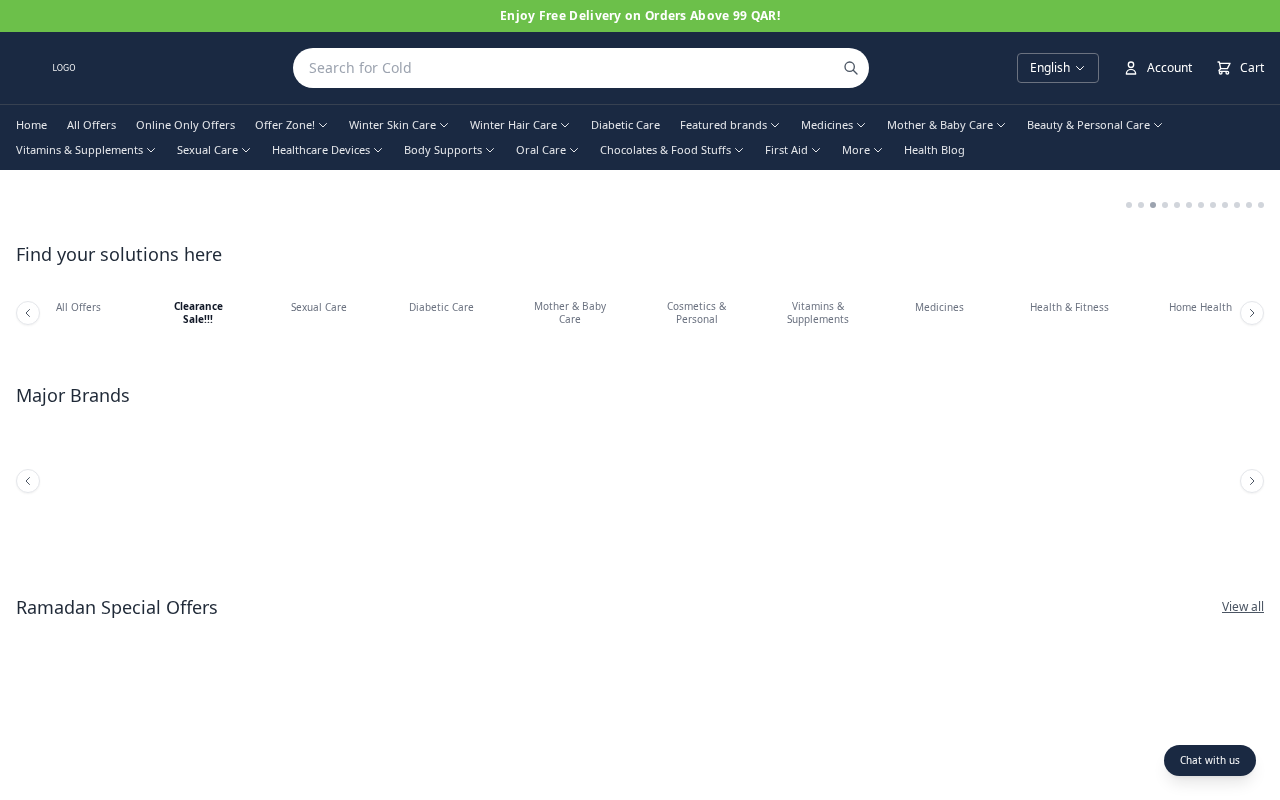 Enjoy Free Delivery on Orders Above 99 QAR!
LOGO
Search for Cold
English
Account
Cart
Home
All Offers
Online Only Offers
Offer Zone!
Winter Skin Care
Winter Hair Care
Diabetic Care
Featured brands
Medicines
Mother & Baby Care
Beauty & Personal Care
Vitamins & Supplements
Sexual Care
Healthcare Devices
Body Supports
Oral Care
Chocolates & Food Stuffs
First Aid
More
Health Blog
Find your solutions here
All Offers
Clearance
Sale!!!
Sexual Care
Diabetic Care
Mother & Baby
Care
Cosmetics &
Personal
Vitamins &
Supplements
Medicines
Health & Fitness
Home Health
Major Brands
Ramadan Special Offers
View all
Chat with us